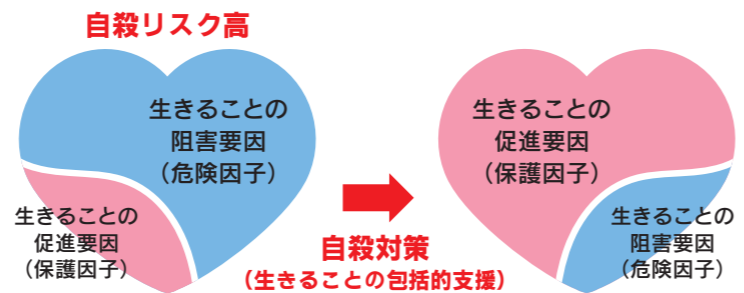 自殺リスク高
生きることの
阻害要因
（危険因子）
生きることの
促進要因
（保護因子）
自殺対策
（生きることの包括的支援）
生きることの
促進要因
（保護因子）
生きることの
阻害要因
（危険因子）